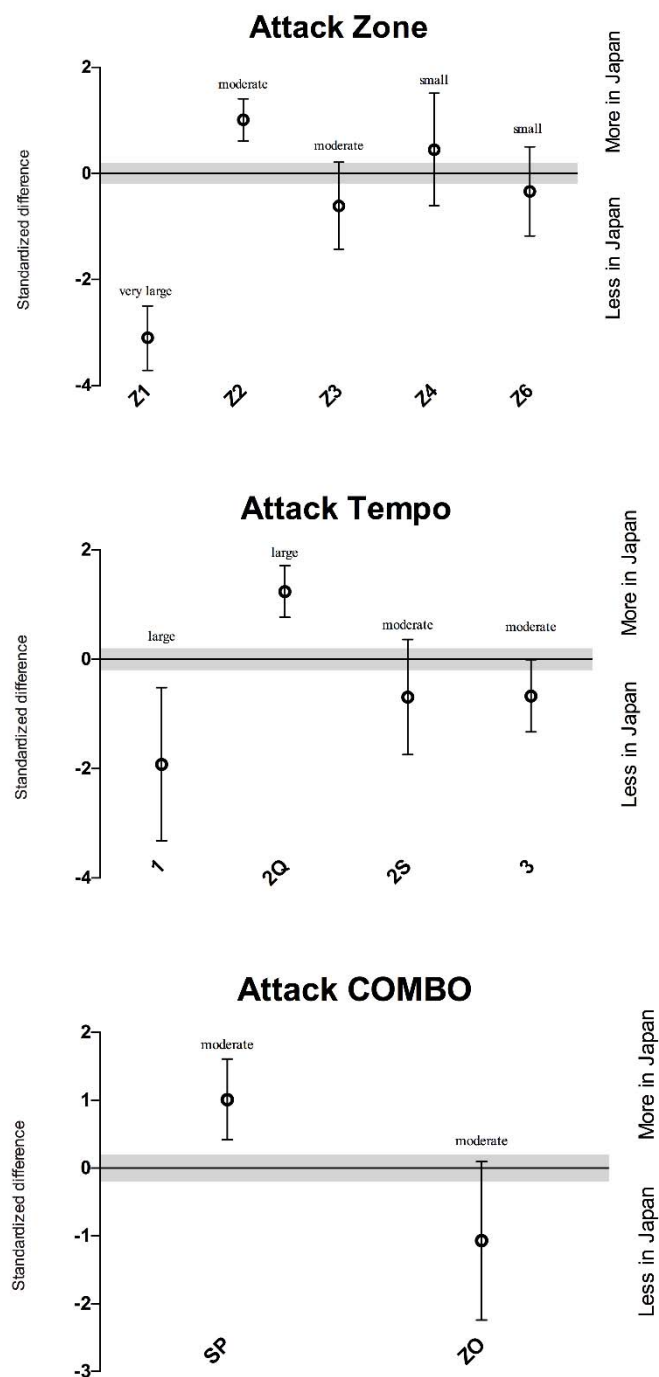 Attack Zone
Standardized difference
2
0
-2
-4
very large
moderate
moderate
small
small
Z1
Z2
Z3
Z4
Z6
More in Japan
Less in Japan
Attack Tempo
Standardized difference
2
0
-2
-4
large
large
moderate
moderate
1
2Q
2S
3
More in Japan
Less in Japan
Attack COMBO
Standardized difference
2
1
0
-1
-2
-3
moderate
moderate
SP
ZO
More in Japan
Less in Japan